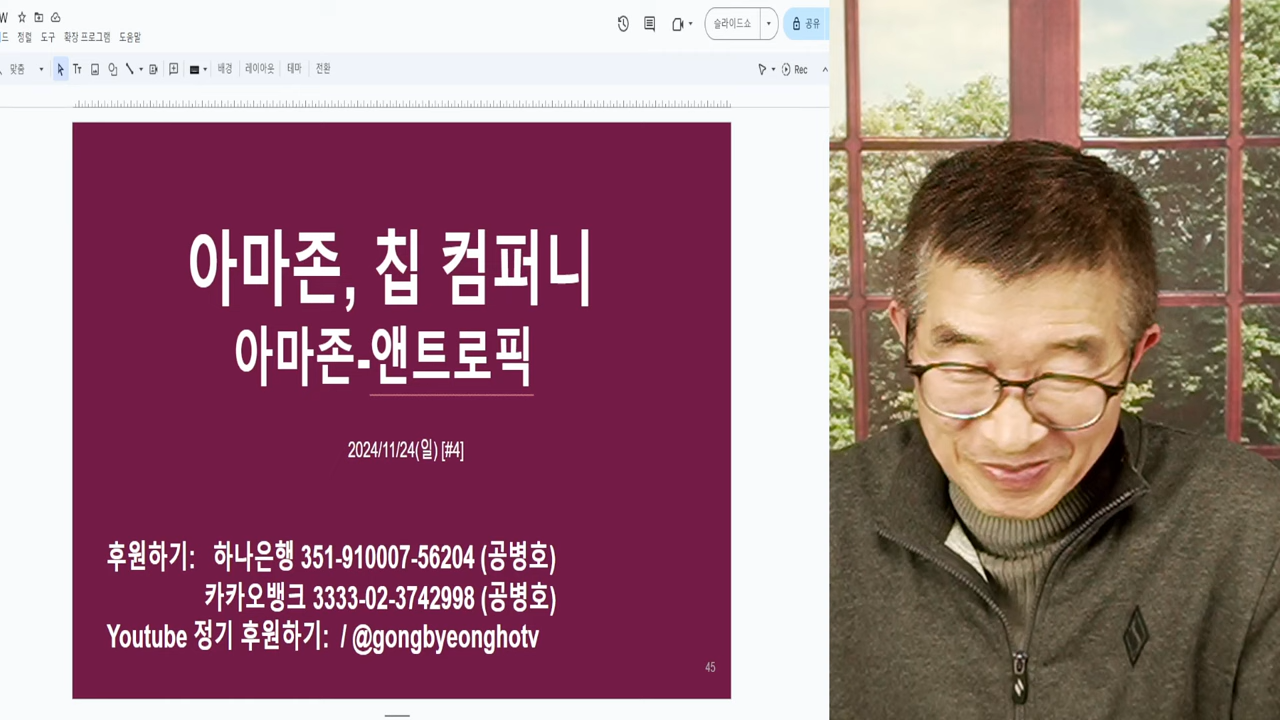 W
드 정렬 도구 확장 프로그램 도움말
슬라이드쇼
공유
맞춤
Tт
배경 레이아웃 테마 전환
Rec
아마존, 칩 컴퍼니
아마존-앤트로픽
2024/11/24(일) [#4]
후원하기: 하나은행 351-910007-56204 (공병호)
카카오뱅크 3333-02-3742998 (공병호)
Youtube 정기 후원하기: / @gongbyeonghotv
45